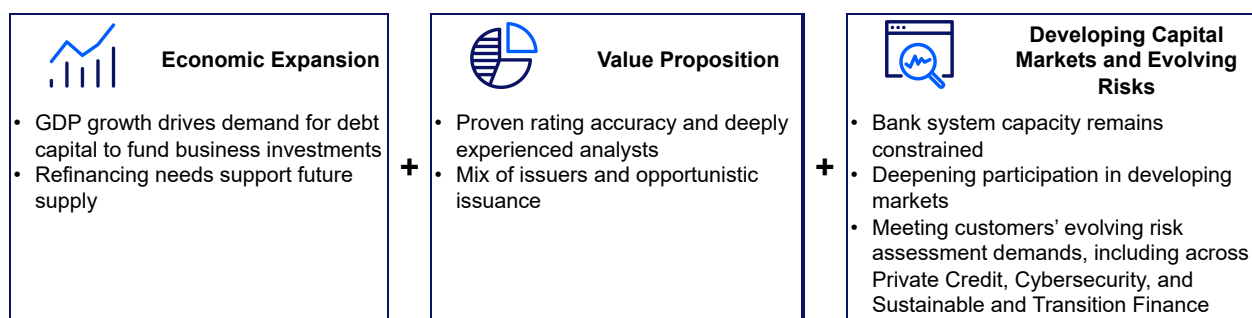 Economic Expansion
• GDP growth drives demand for debt
capital to fund business investments
• Refinancing needs support future
supply
+
Value Proposition
• Proven rating accuracy and deeply
experienced analysts
• Mix of issuers and opportunistic
issuance
+
Developing Capital
Markets and Evolving
Risks
• Bank system capacity remains
constrained
• Deepening participation in developing
markets
• Meeting customers’ evolving risk
assessment demands, including across
Private Credit, Cybersecurity, and
Sustainable and Transition Finance